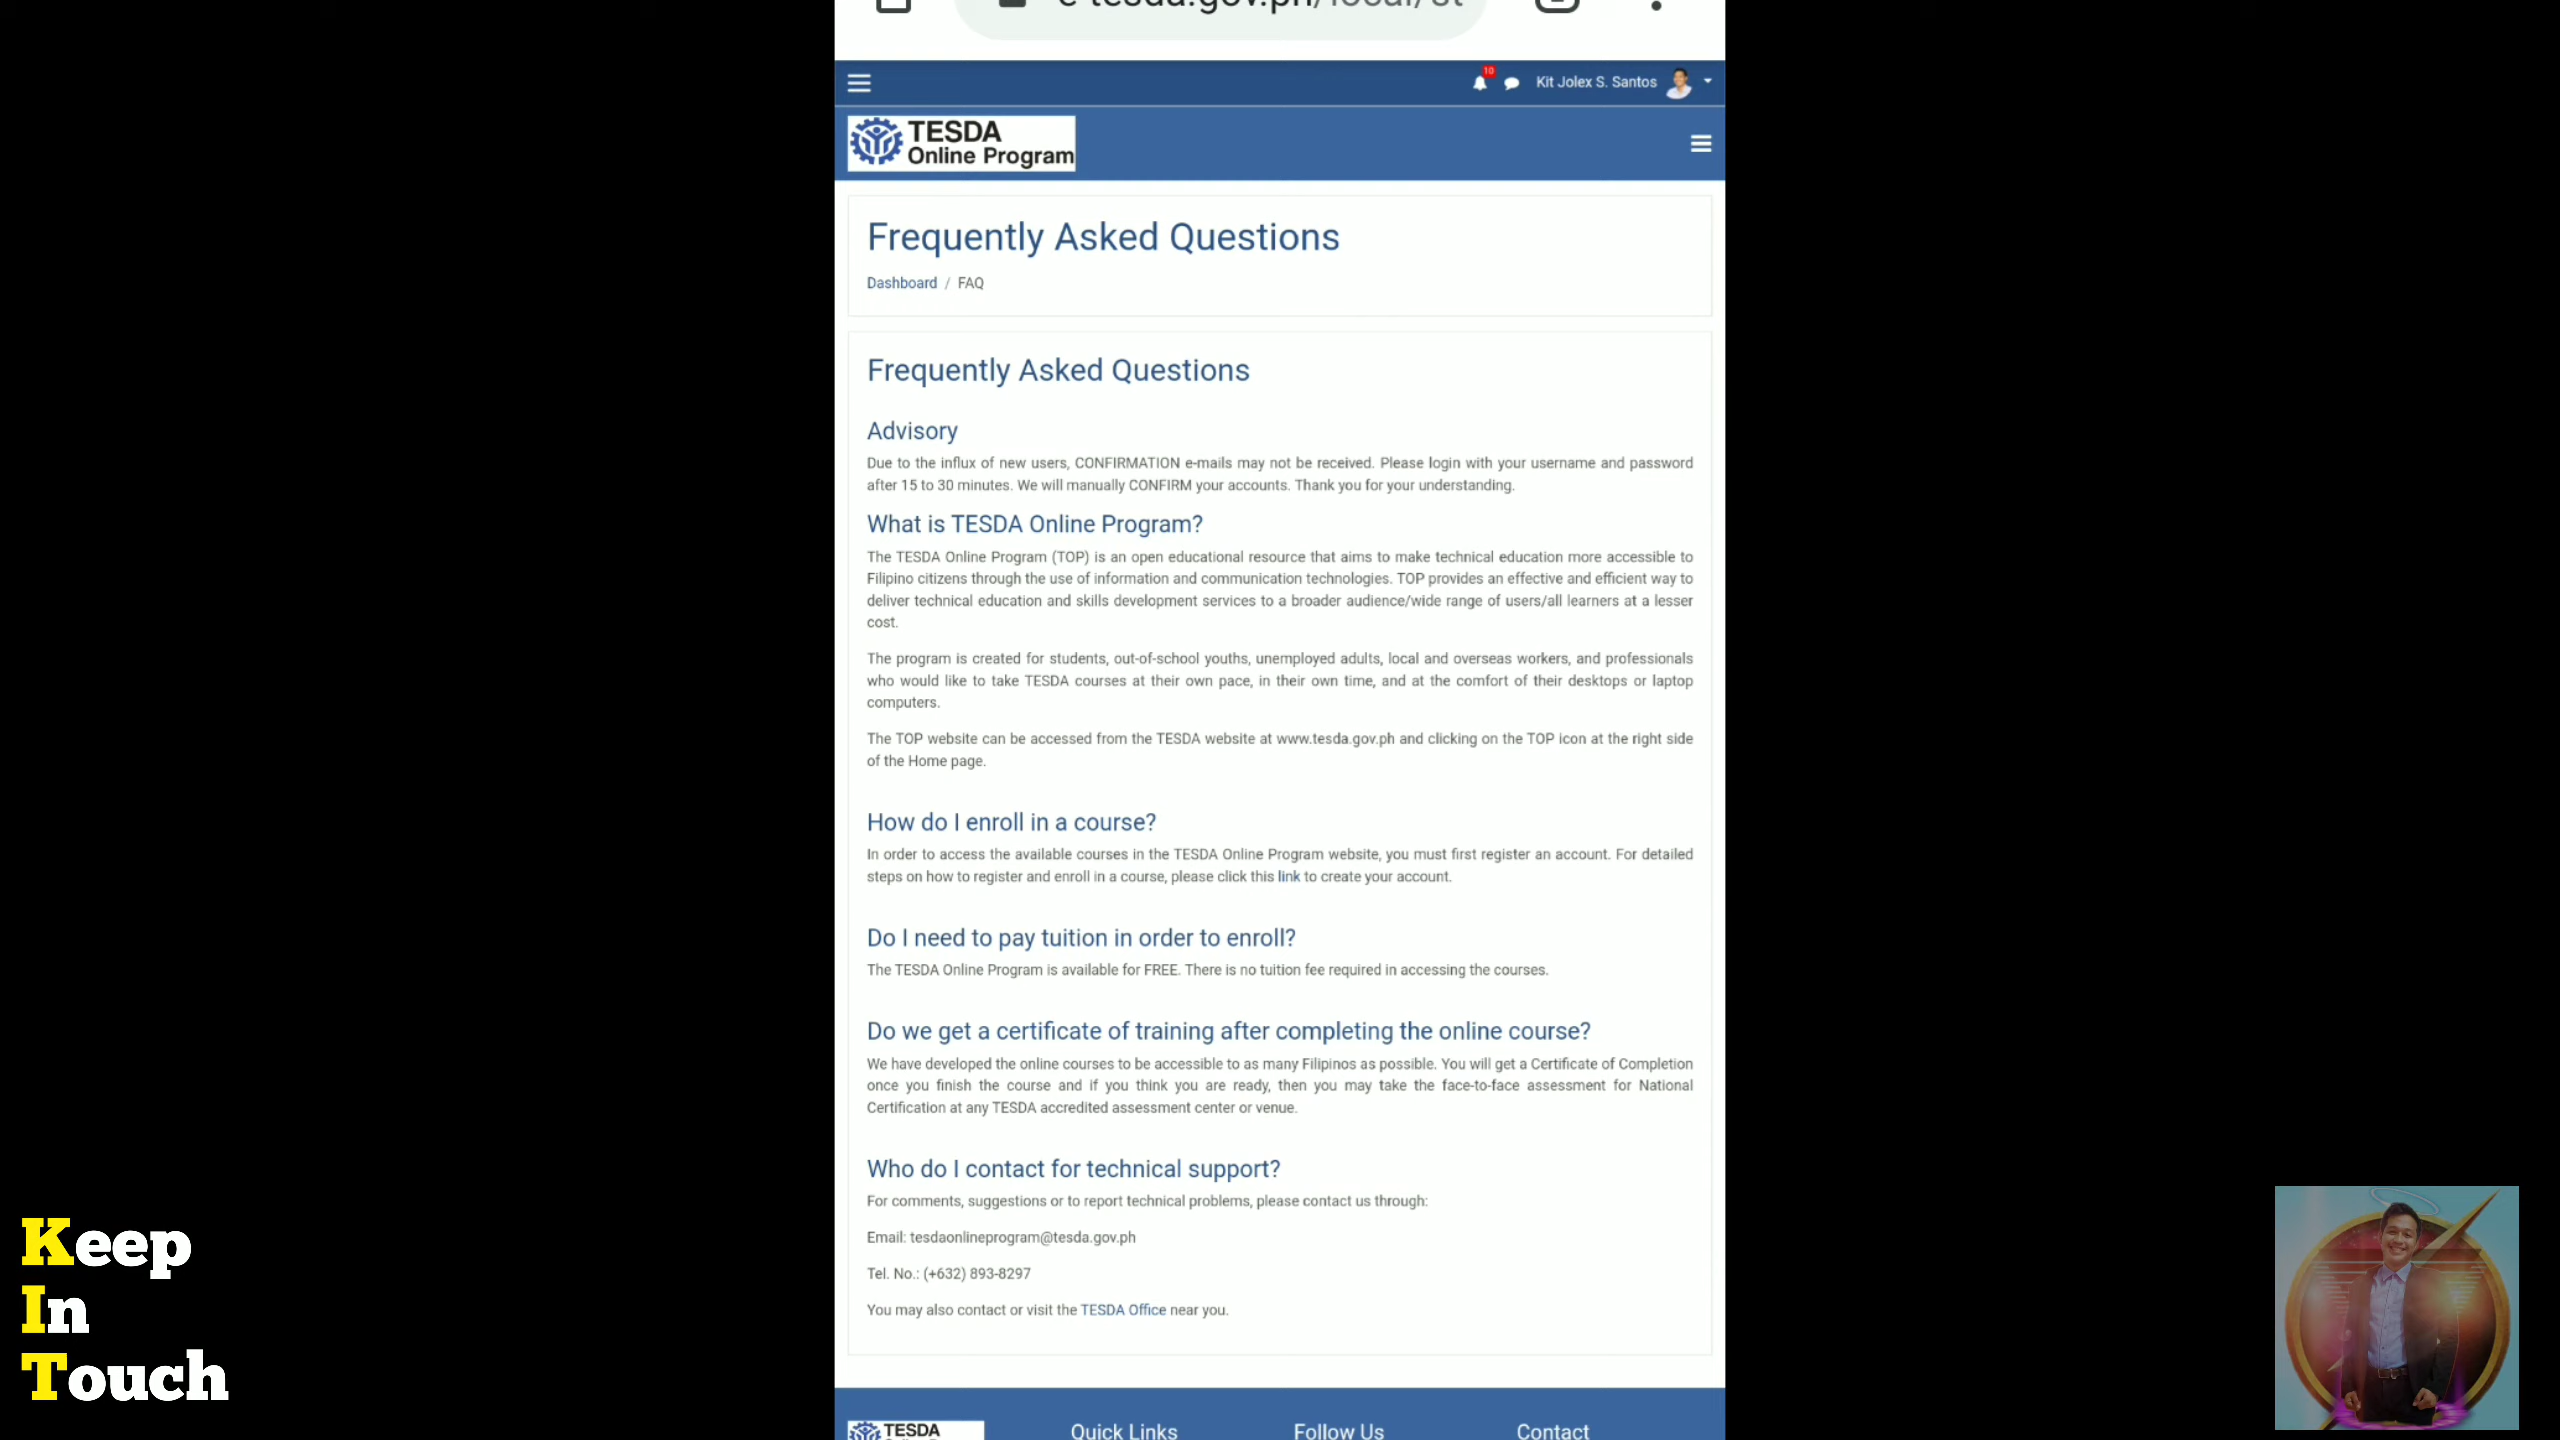 e-tesda.gov.ph/local/st
10
Kit Jolex S. Santos
TESDA
Online Program
Frequently Asked Questions
Dashboard / FAQ
Frequently Asked Questions
Advisory
Due to the influx of new users, CONFIRMATION e-mails may not be received. Please login with your username and password
after 15 to 30 minutes. We will manually CONFIRM your accounts. Thank you for your understanding.
What is TESDA Online Program?
The TESDA Online Program (TOP) is an open educational resource that aims to make technical education more accessible to
Filipino citizens through the use of information and communication technologies. TOP provides an effective and efficient way to
deliver technical education and skills development services to a broader audience/wide range of users/all learners at a lesser
cost.
The program is created for students, out-of-school youths, unemployed adults, local and overseas workers, and professionals
who would like to take TESDA courses at their own pace, in their own time, and at the comfort of their desktops or laptop
computers.
The TOP website can be accessed from the TESDA website at www.tesda.gov.ph and clicking on the TOP icon at the right side
of the Home page.
How do I enroll in a course?
In order to access the available courses in the TESDA Online Program website, you must first register an account. For detailed
steps on how to register and enroll in a course, please click this link to create your account.
Do I need to pay tuition in order to enroll?
The TESDA Online Program is available for FREE. There is no tuition fee required in accessing the courses.
Do we get a certificate of training after completing the online course?
We have developed the online courses to be accessible to as many Filipinos as possible. You will get a Certificate of Completion
once you finish the course and if you think you are ready, then you may take the face-to-face assessment for National
Certification at any TESDA accredited assessment center or venue.
Who do I contact for technical support?
For comments, suggestions or to report technical problems, please contact us through:
Email: tesdaonlineprogram@tesda.gov.ph
Tel. No.: (+632) 893-8297
You may also contact or visit the TESDA Office near you.
TESDA
Quick Links
Follow Us
Contact
Keep
In
Touch